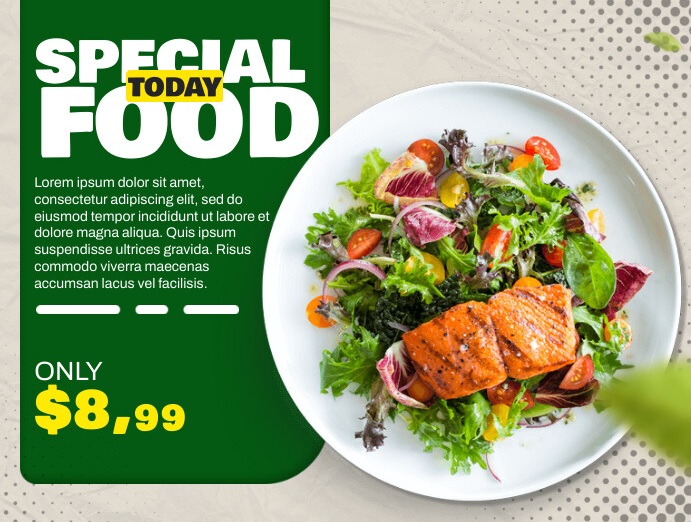 SPECIAL
TODAY
FOOD
Lorem ipsum dolor sit amet,
consectetur adipiscing elit, sed do
eiusmod tempor incididunt ut labore et
dolore magna aliqua. Quis ipsum
suspendisse ultrices gravida. Risus
commodo viverra maecenas
accumsan lacus vel facilisis.
ONLY
$8,99